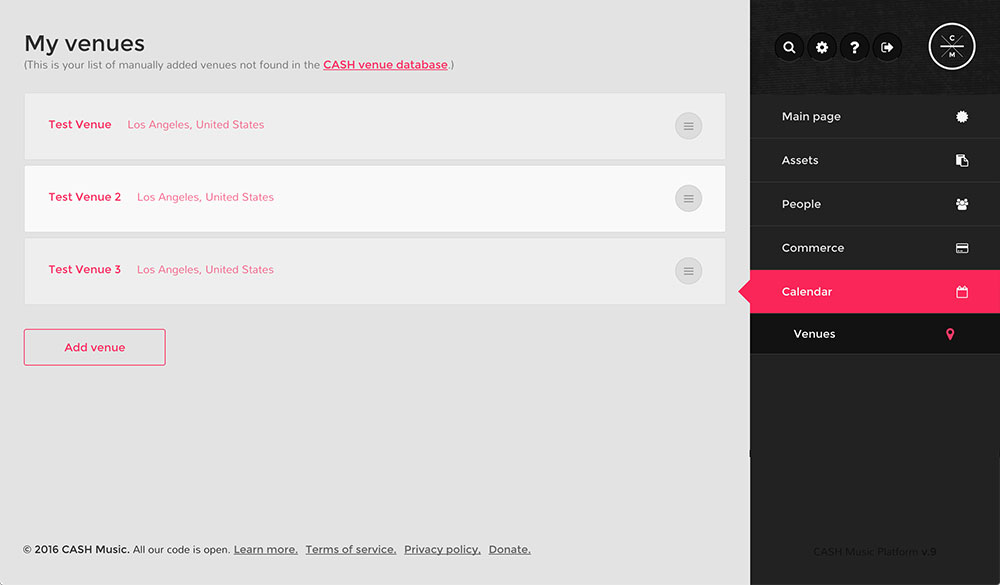 My venues
(This is your list of manually added venues not found in the CASH venue database.)
Test Venue Los Angeles, United States
Test Venue 2 Los Angeles, United States
Test Venue 3 Los Angeles, United States
Add venue
© 2016 CASH Music. All our code is open. Learn more. Terms of service. Privacy policy. Donate.
?
C
M
Main page
Assets
People
Commerce
Calendar
Venues
CASH Music Platform v.9